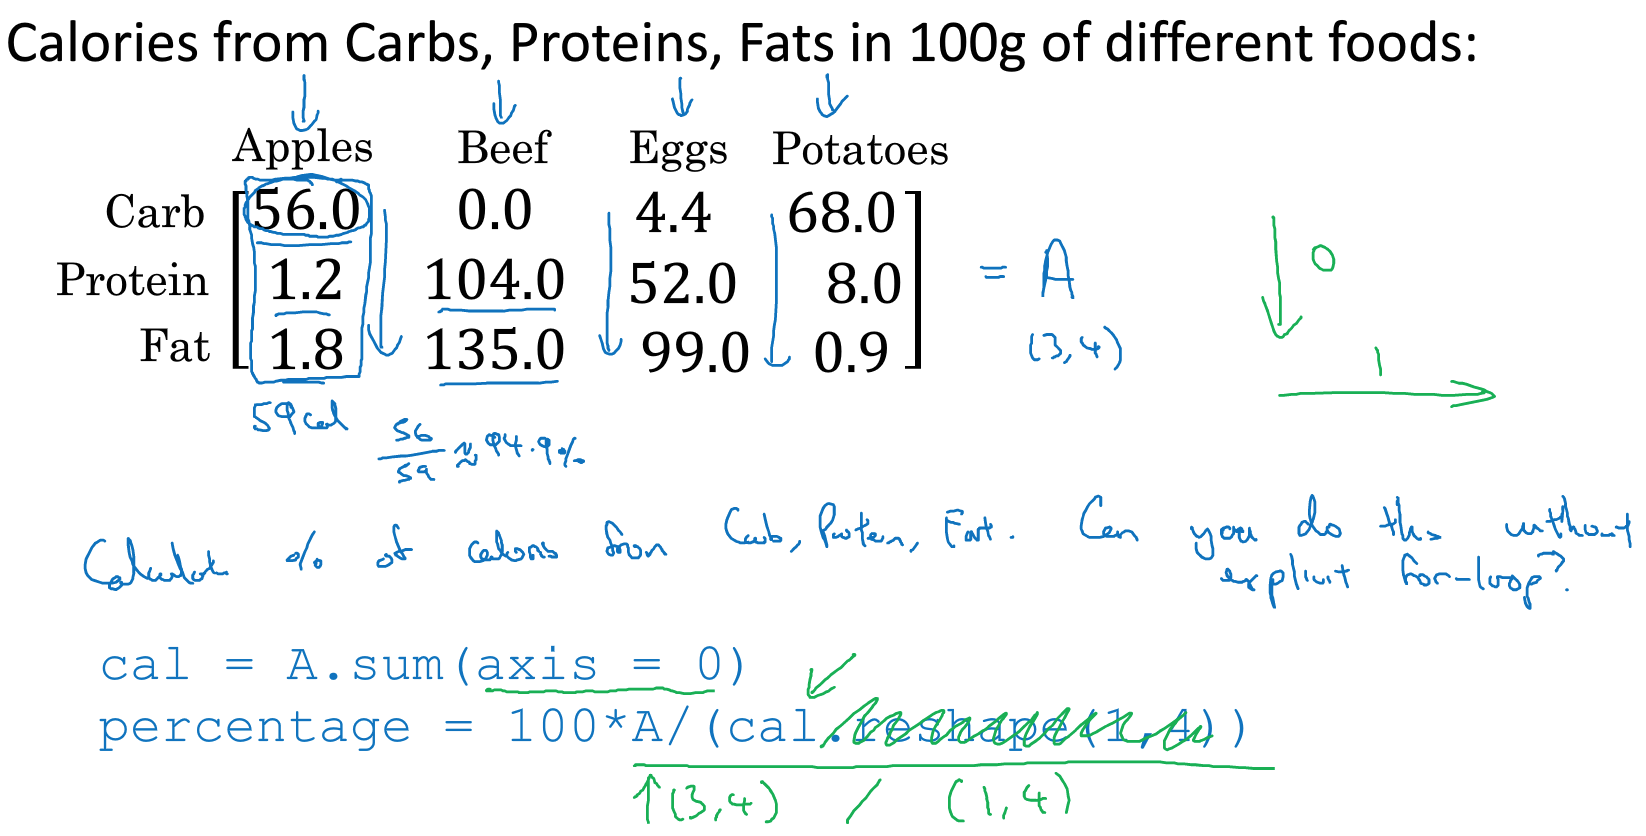 Calories from Carbs, Proteins, Fats in 100g of different foods:
Apples Beef Eggs Potatoes
Carb 56.0 0.0 4.4 68.0
Protein 1.2 104.0 52.0 8.0 = A
Fat 1.8 135.0 99.0 0.9 (3,4)
0
1
59 cal
56/59 ≈ 94.9%
Calculate % of calories from Carb, Protein, Fat. Can you do this without
explicit for-loop?
cal = A.sum(axis = 0)
percentage = 100*A/(cal.reshape(1,4))
↑(3,4) / (1,4)